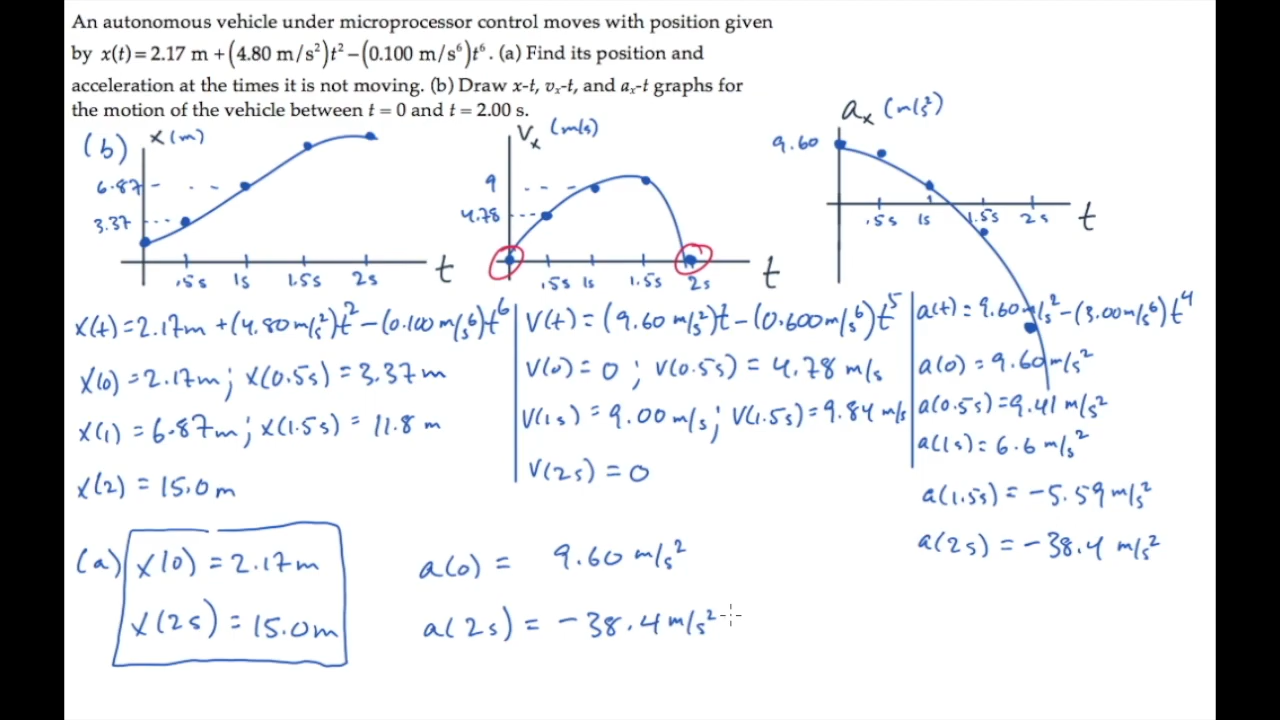 An autonomous vehicle under microprocessor control moves with position given
by x(t) = 2.17 m + (4.80 m/s²)t² − (0.100 m/s⁶)t⁶. (a) Find its position and
acceleration at the times it is not moving. (b) Draw x-t, vₓ-t, and aₓ-t graphs for
the motion of the vehicle between t = 0 and t = 2.00 s.
(b) x(m)
6.87
3.37
.5s 1s 1.5s 2s t
Vx (m/s)
9
4.78
.5s 1s 1.5s 2s t
ax (m/s²)
9.60
.5s 1s 1.5s 2s t
x(t) = 2.17m + (4.80m/s²)t² − (0.100m/s⁶)t⁶
x(0) = 2.17m ; x(0.5s) = 3.37m
x(1) = 6.87m ; x(1.5s) = 11.8 m
x(2) = 15.0m
V(t) = (9.60 m/s²)t − (0.600m/s⁶)t⁵
V(0) = 0 ; V(0.5s) = 4.78 m/s
V(1s) = 9.00 m/s ; V(1.5s) = 9.84 m/s
V(2s) = 0
a(t) = 9.60m/s² − (3.00m/s⁶)t⁴
a(0) = 9.60m/s²
a(0.5s) = 9.41 m/s²
a(1s) = 6.6 m/s²
a(1.5s) = −5.59 m/s²
a(2s) = −38.4 m/s²
(a) x(0) = 2.17m a(0) = 9.60 m/s²
x(2s) = 15.0m a(2s) = −38.4 m/s²